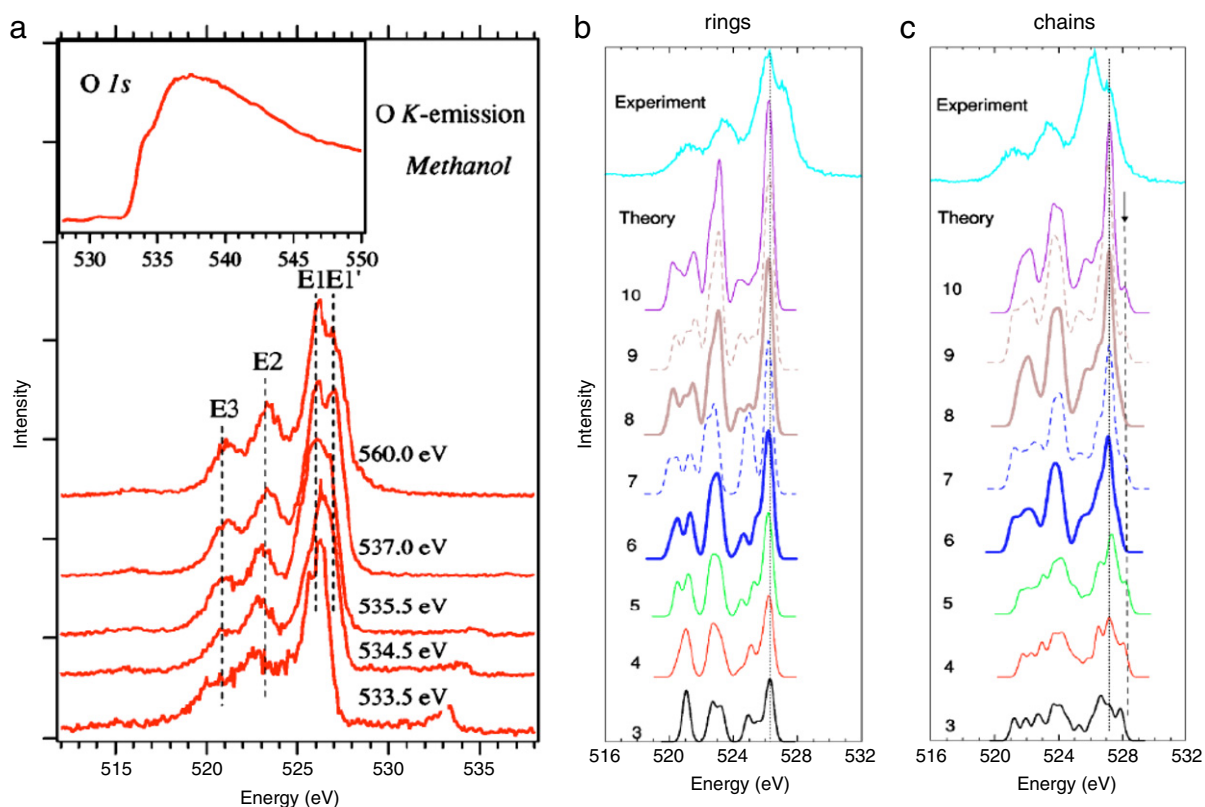 a
O 1s
O K-emission
Methanol
530 535 540 545 550
E1 E1'
E2
E3
560.0 eV
537.0 eV
535.5 eV
534.5 eV
533.5 eV
Intensity
515 520 525 530 535
Energy (eV)
b
rings
Experiment
Theory
10
9
8
7
6
5
4
3
Intensity
516 520 524 528 532
Energy (eV)
c
chains
Experiment
Theory
10
9
8
7
6
5
4
3
516 520 524 528 532
Energy (eV)